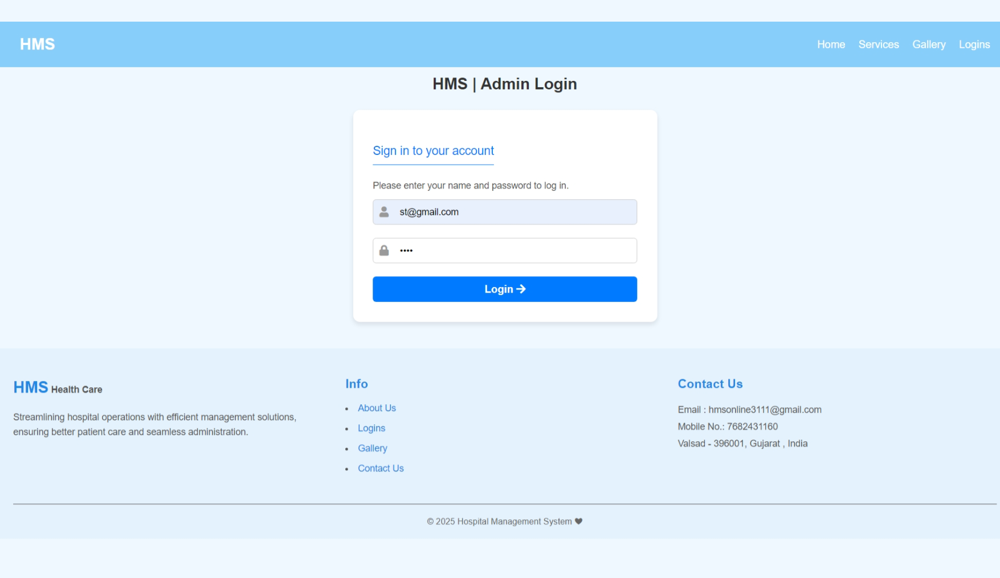 HMS
Home Services Gallery Logins
HMS | Admin Login
Sign in to your account
Please enter your name and password to log in.
st@gmail.com
••••
Login →
HMS Health Care
Streamlining hospital operations with efficient management solutions,
ensuring better patient care and seamless administration.
Info
• About Us
• Logins
• Gallery
• Contact Us
Contact Us
Email : hmsonline3111@gmail.com
Mobile No.: 7682431160
Valsad - 396001, Gujarat , India
© 2025 Hospital Management System ♥